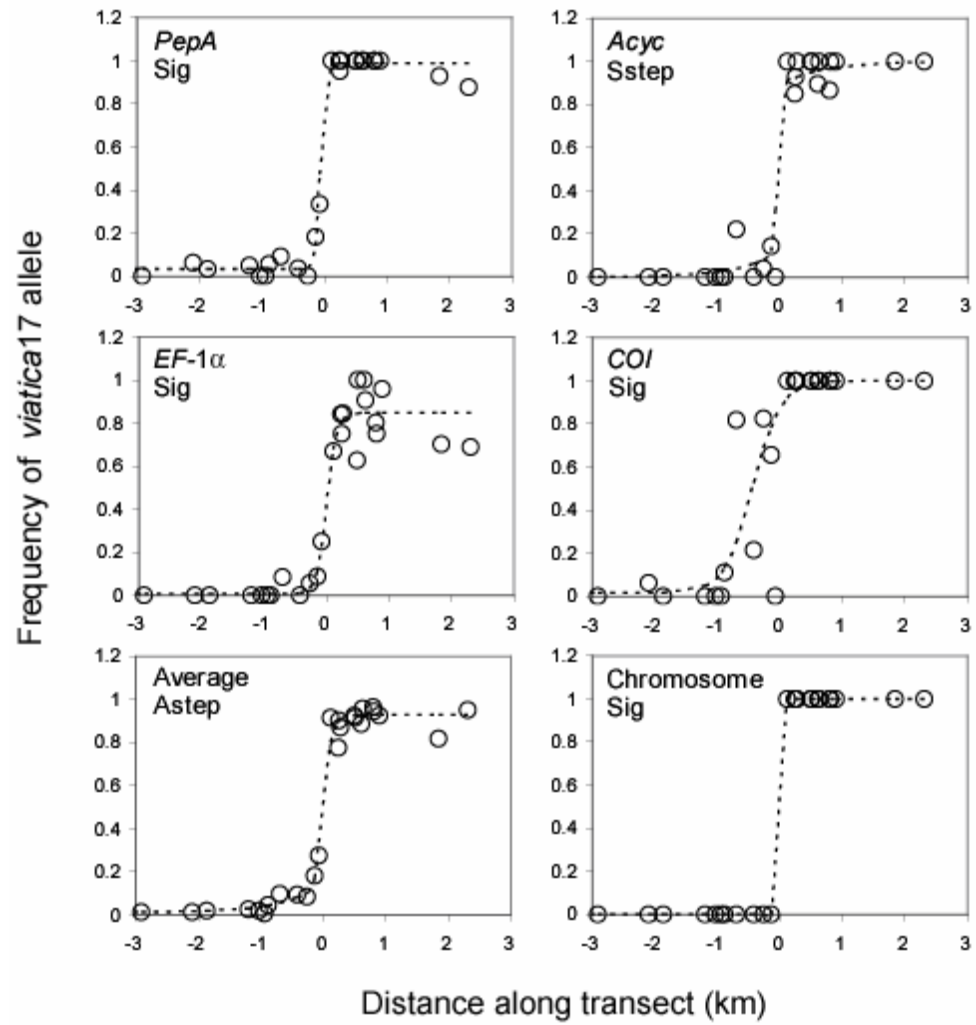 Frequency of viatica17 allele
1.2
1
0.8
0.6
0.4
0.2
0
PepA
Sig
-3 -2 -1 0 1 2 3
1.2
1
0.8
0.6
0.4
0.2
0
Acyc
Sstep
-3 -2 -1 0 1 2 3
1.2
1
0.8
0.6
0.4
0.2
0
EF-1α
Sig
-3 -2 -1 0 1 2 3
1.2
1
0.8
0.6
0.4
0.2
0
COI
Sig
-3 -2 -1 0 1 2 3
1.2
1
0.8
0.6
0.4
0.2
0
Average
Astep
-3 -2 -1 0 1 2 3
1.2
1
0.8
0.6
0.4
0.2
0
Chromosome
Sig
-3 -2 -1 0 1 2 3
Distance along transect (km)